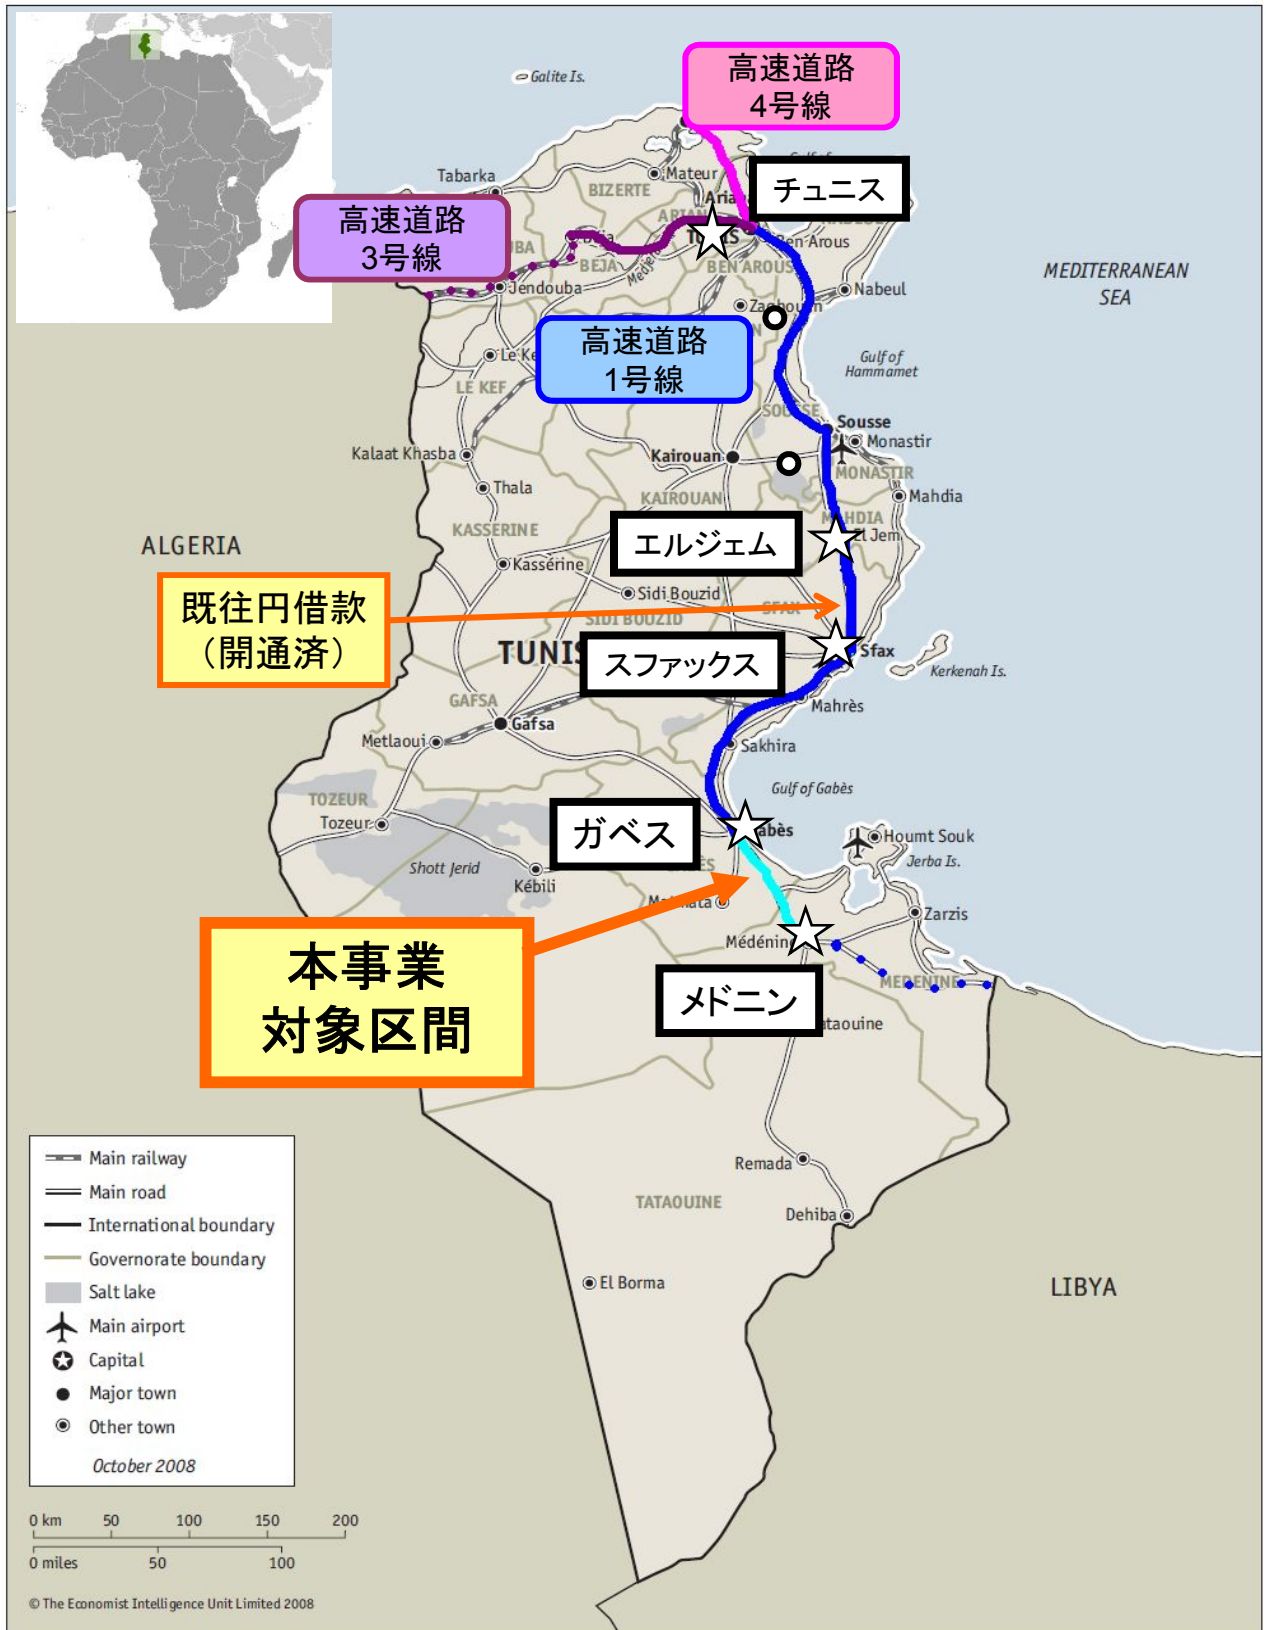 Galite Is.
高速道路
4号線
Tabarka
Mateur
BIZERTE
チュニス
高速道路
3号線
BEJA
BEN AROUS
Ben Arous
Jendouba
Nabeul
MEDITERRANEAN
SEA
高速道路
1号線
Gulf of
Hammamet
LE KEF
SOUSSE
Sousse
Monastir
Kalaat Khasba
Kairouan
MONASTIR
Thala
KAIROUAN
Mahdia
KASSERINE
ALGERIA
エルジェム
El Jem
Kassérine
既往円借款
（開通済）
Sidi Bouzid
SFAX
SIDI BOUZID
スファックス
Sfax
Kerkenah Is.
GAFSA
Gafsa
Mahrès
Metlaoui
Sakhira
Gulf of Gabès
TOZEUR
Tozeur
ガベス
Houmt Souk
Jerba Is.
Shott Jerid
Kébili
Zarzis
本事業
対象区間
メドニン
MEDENINE
Main railway
Main road
International boundary
Governorate boundary
Salt lake
Main airport
Capital
Major town
Other town
October 2008
Remada
TATAOUINE
Dehiba
El Borma
LIBYA
0 km 50 100 150 200
0 miles 50 100
© The Economist Intelligence Unit Limited 2008